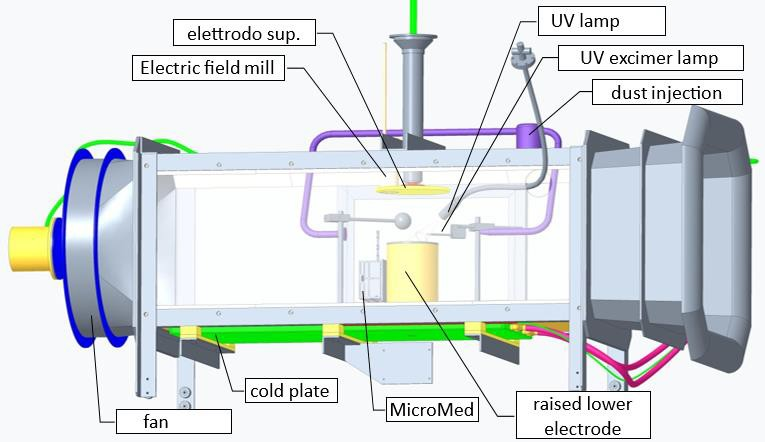 UV lamp
elettrodo sup.
UV excimer lamp
Electric field mill
dust injection
cold plate
MicroMed
raised lower
electrode
fan